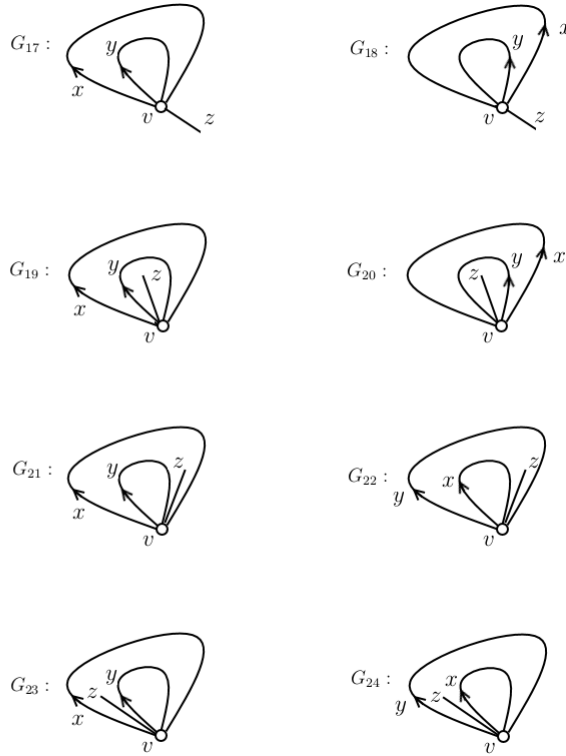 G₁₇ : y x v z
G₁₈ : x y v z
G₁₉ : y z x v
G₂₀ : z y x v
G₂₁ : y z x v
G₂₂ : x z y v
G₂₃ : y z x v
G₂₄ : x z y v